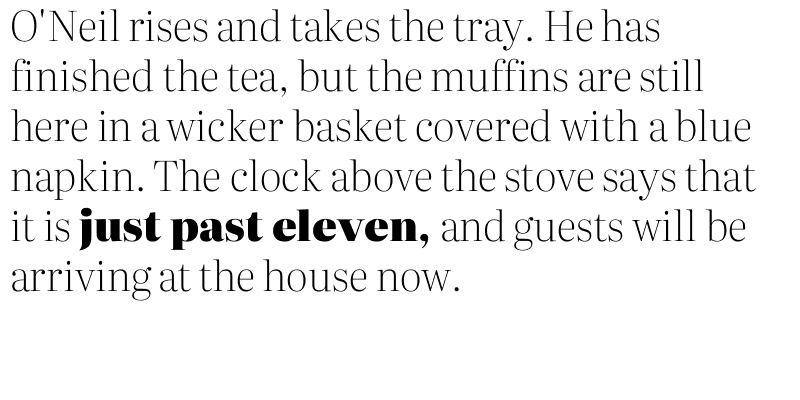 O'Neil rises and takes the tray. He has
finished the tea, but the muffins are still
here in a wicker basket covered with a blue
napkin. The clock above the stove says that
it is just past eleven, and guests will be
arriving at the house now.